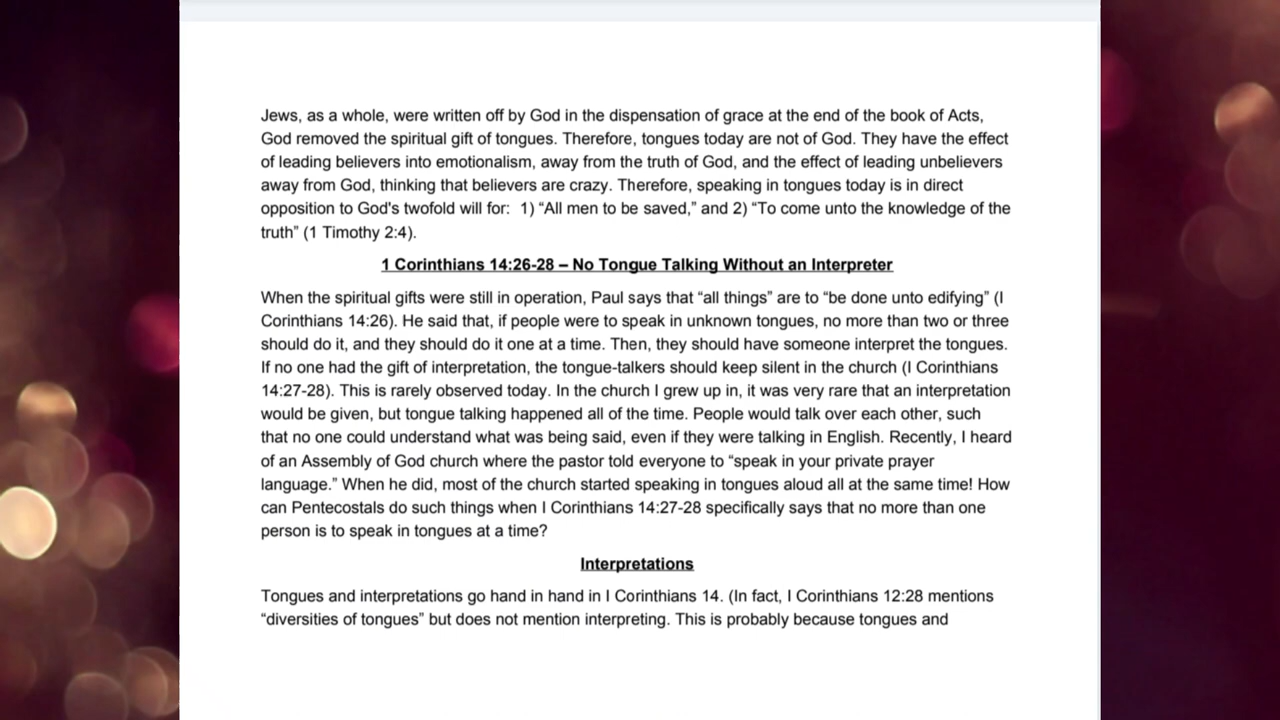 Jews, as a whole, were written off by God in the dispensation of grace at the end of the book of Acts,
God removed the spiritual gift of tongues. Therefore, tongues today are not of God. They have the effect
of leading believers into emotionalism, away from the truth of God, and the effect of leading unbelievers
away from God, thinking that believers are crazy. Therefore, speaking in tongues today is in direct
opposition to God's twofold will for:  1) “All men to be saved,” and 2) “To come unto the knowledge of the
truth” (1 Timothy 2:4).
1 Corinthians 14:26-28 – No Tongue Talking Without an Interpreter
When the spiritual gifts were still in operation, Paul says that “all things” are to “be done unto edifying” (I
Corinthians 14:26). He said that, if people were to speak in unknown tongues, no more than two or three
should do it, and they should do it one at a time. Then, they should have someone interpret the tongues.
If no one had the gift of interpretation, the tongue-talkers should keep silent in the church (I Corinthians
14:27-28). This is rarely observed today. In the church I grew up in, it was very rare that an interpretation
would be given, but tongue talking happened all of the time. People would talk over each other, such
that no one could understand what was being said, even if they were talking in English. Recently, I heard
of an Assembly of God church where the pastor told everyone to “speak in your private prayer
language.” When he did, most of the church started speaking in tongues aloud all at the same time! How
can Pentecostals do such things when I Corinthians 14:27-28 specifically says that no more than one
person is to speak in tongues at a time?
Interpretations
Tongues and interpretations go hand in hand in I Corinthians 14. (In fact, I Corinthians 12:28 mentions
“diversities of tongues” but does not mention interpreting. This is probably because tongues and